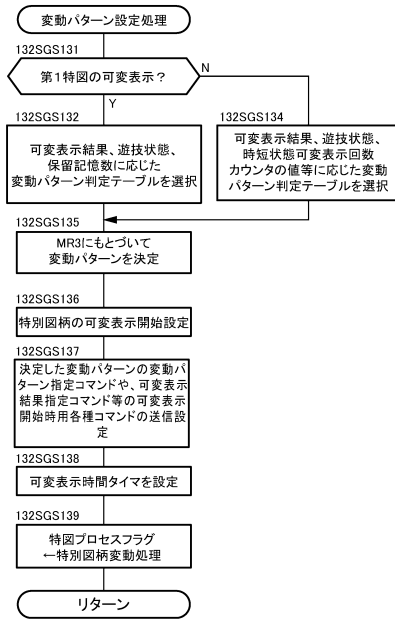 変動パターン設定処理
132SGS131
第1特図の可変表示?
N
Y
132SGS132
可変表示結果、遊技状態、
保留記憶数に応じた
変動パターン判定テーブルを選択
132SGS134
可変表示結果、遊技状態、
時短状態可変表示回数
カウンタの値等に応じた変動
パターン判定テーブルを選択
132SGS135
MR3にもとづいて
変動パターンを決定
132SGS136
特別図柄の可変表示開始設定
132SGS137
決定した変動パターンの変動パ
ターン指定コマンドや、可変表示
結果指定コマンド等の可変表示
開始時用各種コマンドの送信設
定
132SGS138
可変表示時間タイマを設定
132SGS139
特図プロセスフラグ
←特別図柄変動処理
リターン